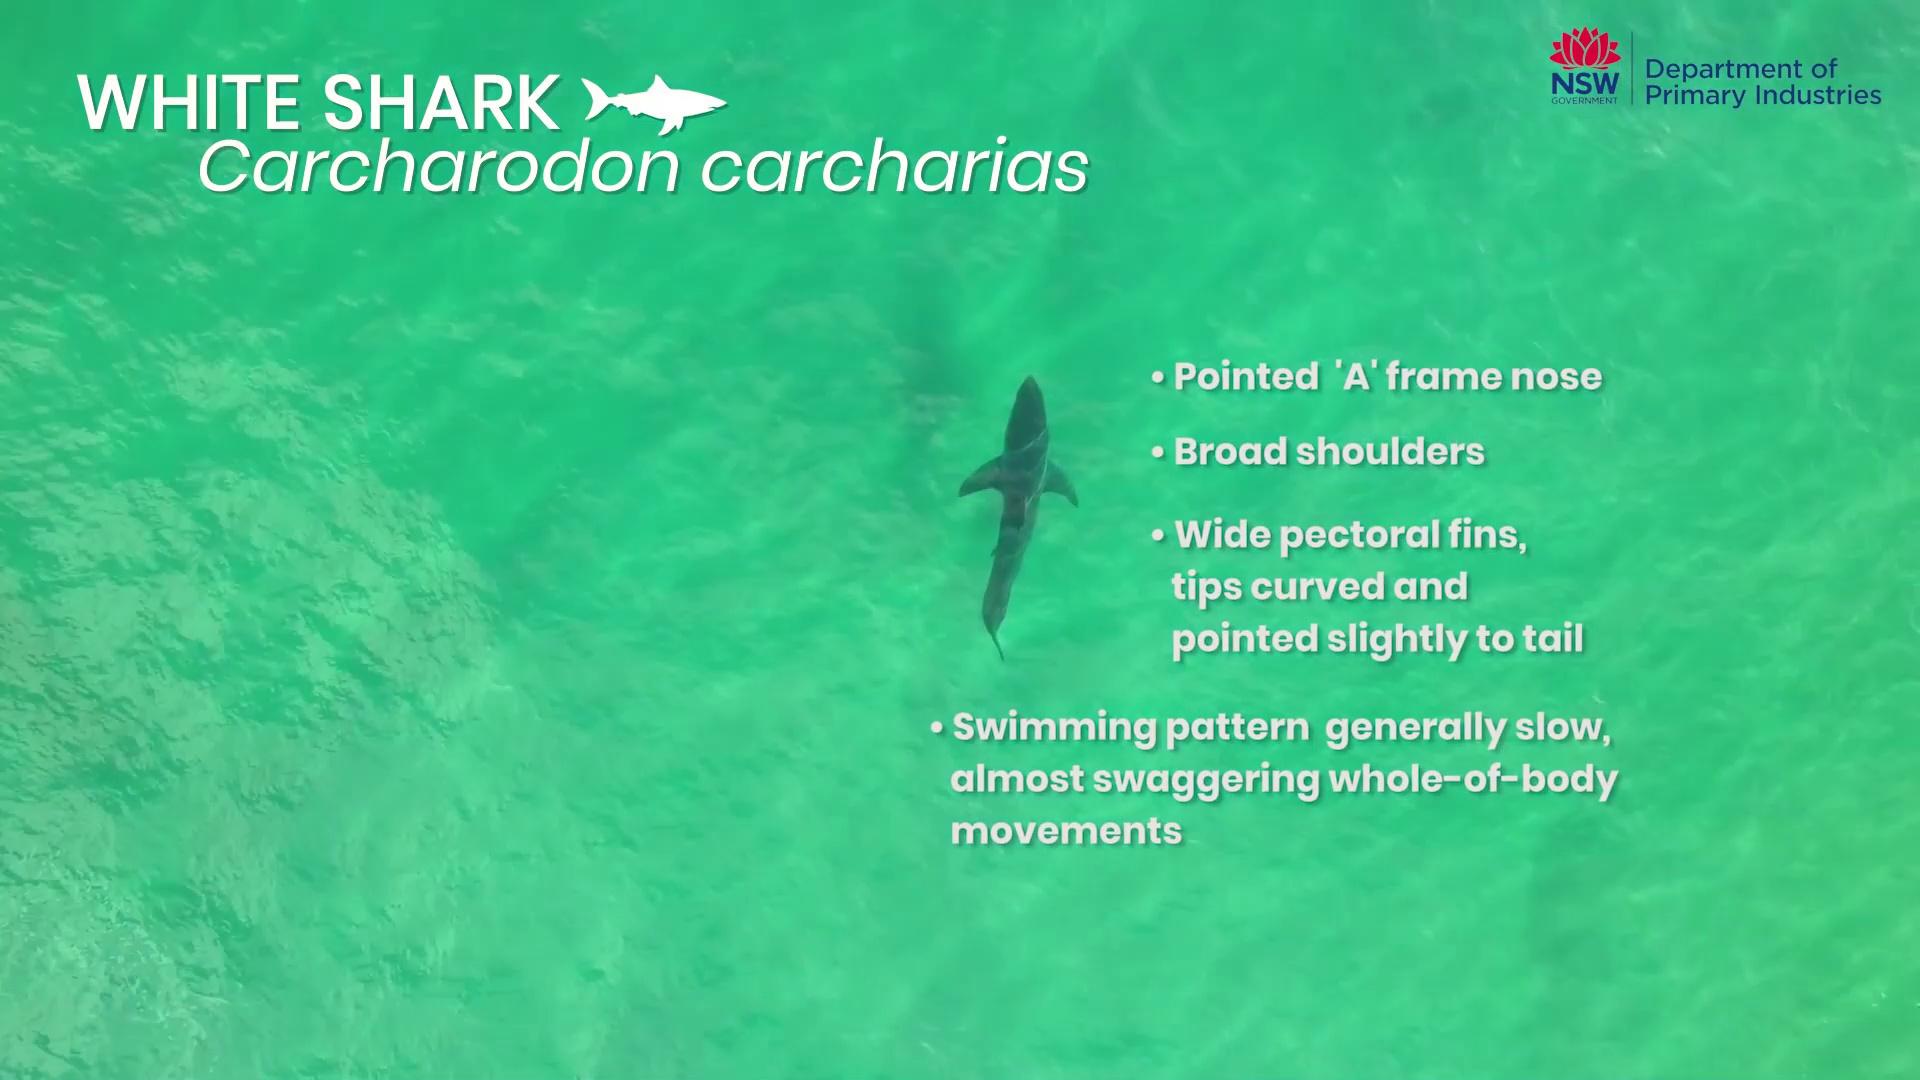 WHITE SHARK
Carcharodon carcharias
NSW
GOVERNMENT
Department of
Primary Industries
• Pointed 'A' frame nose
• Broad shoulders
• Wide pectoral fins,
tips curved and
pointed slightly to tail
• Swimming pattern generally slow,
almost swaggering whole-of-body
movements